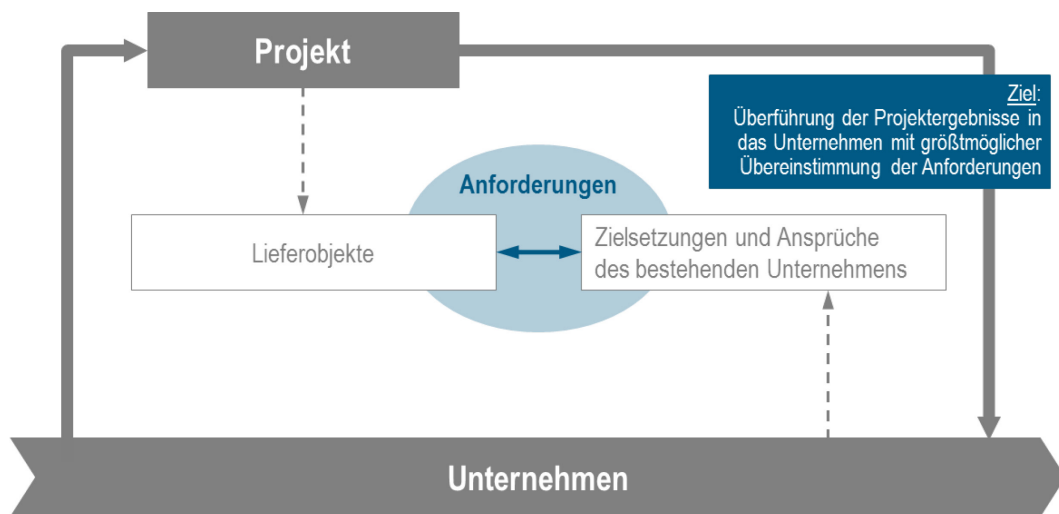 Projekt
Ziel:
Überführung der Projektergebnisse in
das Unternehmen mit größtmöglicher
Übereinstimmung der Anforderungen
Anforderungen
Lieferobjekte
Zielsetzungen und Ansprüche
des bestehenden Unternehmens
Unternehmen